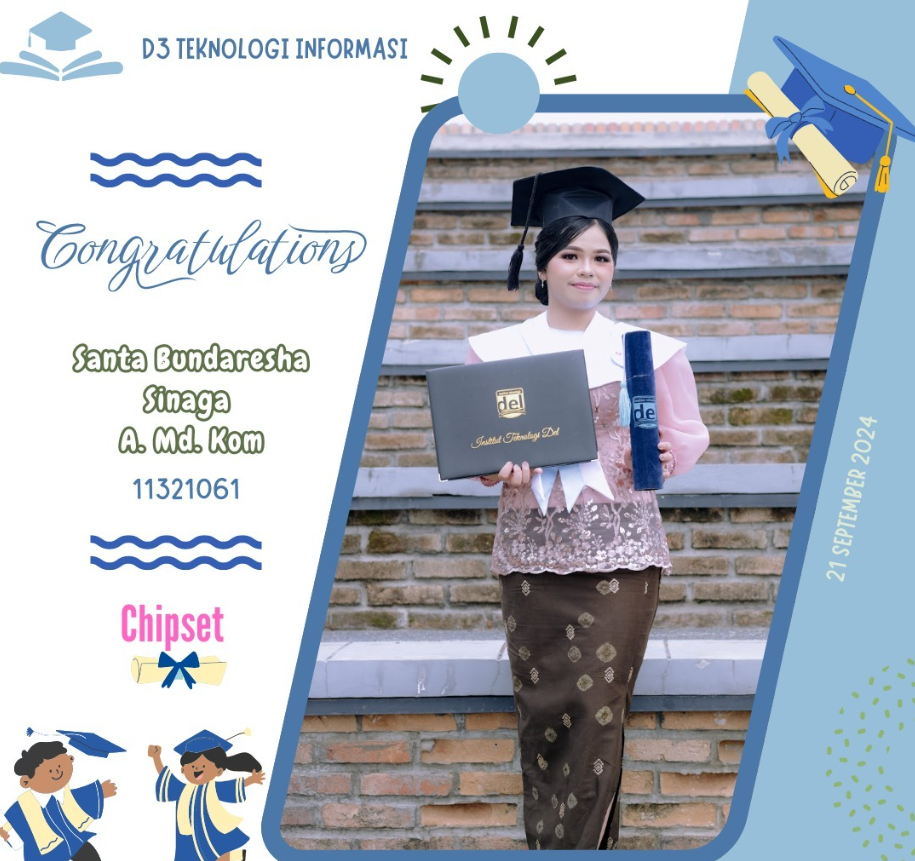 D3 TEKNOLOGI INFORMASI
Congratulations
Santa Bundaresha
Sinaga
A. Md. Kom
11321061
Chipset
del
Institut Teknologi Del
del
21 SEPTEMBER 2024